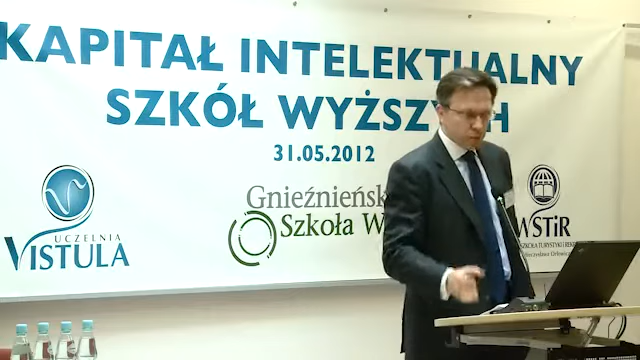 KAPITAŁ INTELEKTUALNY
SZKÓŁ WYŻSZYCH
31.05.2012
UCZELNIA
VISTULA
Gnieźnieńsk
Szkoła W
WSTiR